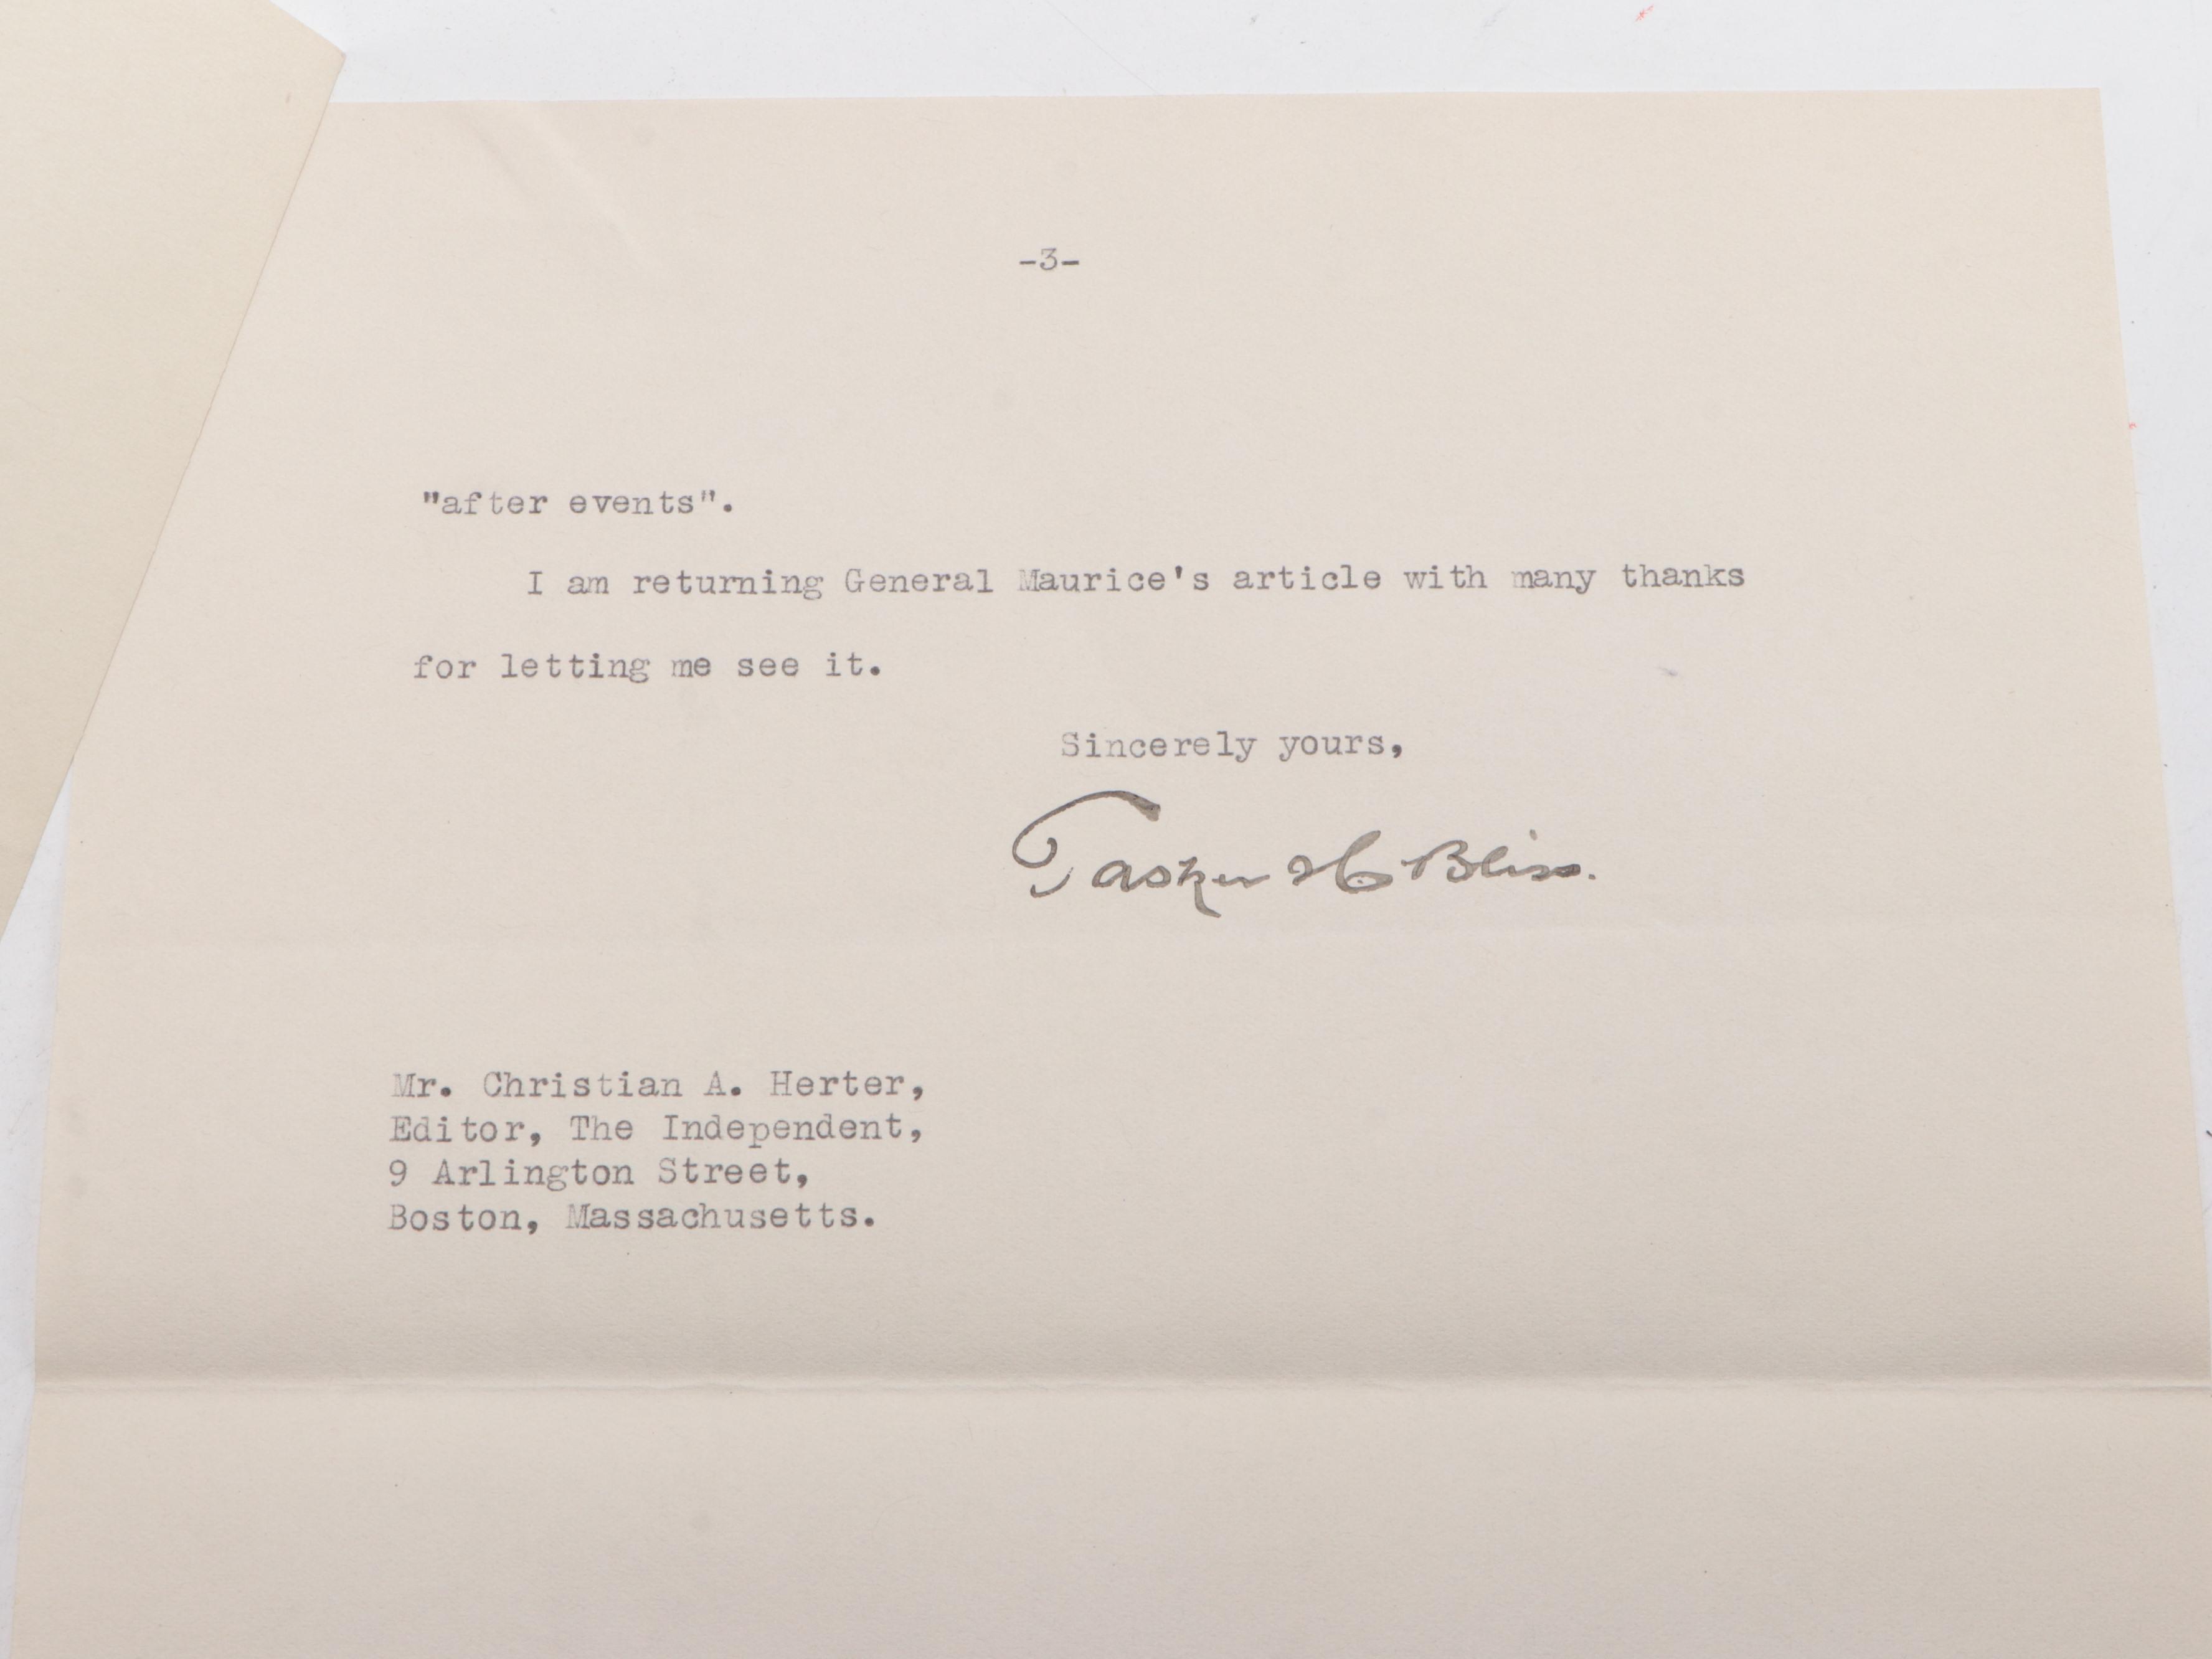 -3-
"after events".
I am returning General Maurice's article with many thanks
for letting me see it.
Sincerely yours,
Tasker H Bliss.
Mr. Christian A. Herter,
Editor, The Independent,
9 Arlington Street,
Boston, Massachusetts.